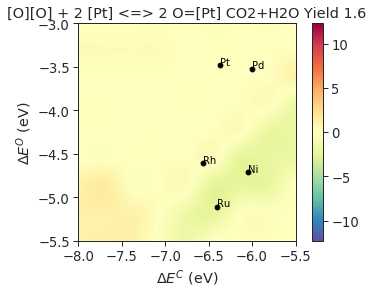 [O][O] + 2 [Pt] <=> 2 O=[Pt] CO2+H2O Yield 1.6
−3.0
−3.5
−4.0
−4.5
−5.0
−5.5
ΔE^O (eV)
Pt
Pd
Rh
Ni
Ru
−8.0 −7.5 −7.0 −6.5 −6.0 −5.5
ΔE^C (eV)
10
5
0
−5
−10